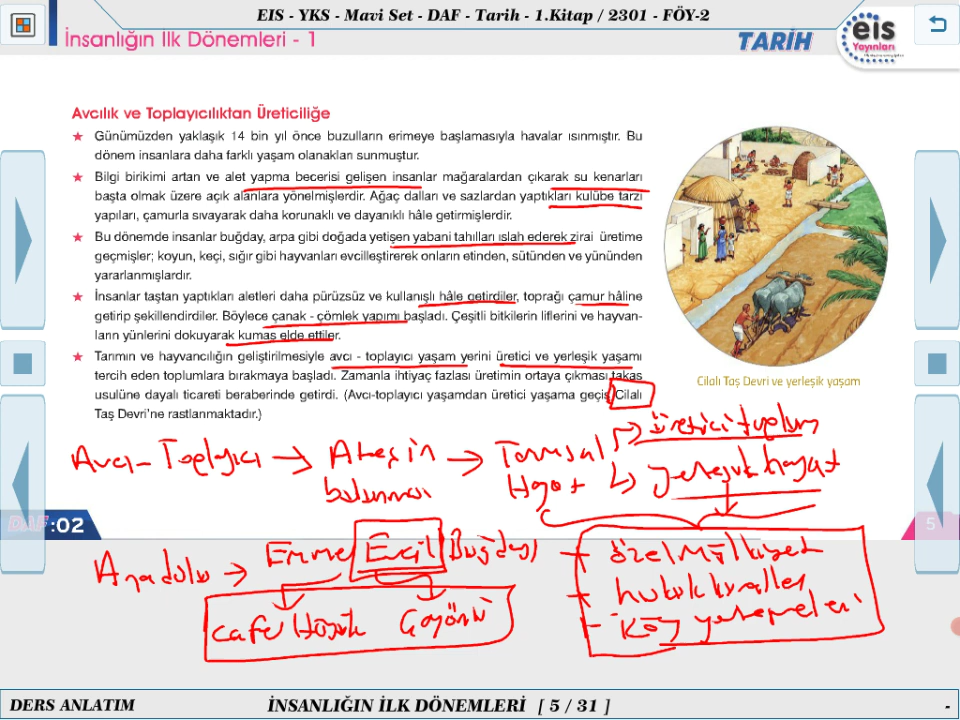 EIS - YKS - Mavi Set - DAF - Tarih - 1.Kitap / 2301 - FÖY-2
İnsanlığın İlk Dönemleri - 1
TARİH
eis
Yayınları
Avcılık ve Toplayıcılıktan Üreticiliğe
★ Günümüzden yaklaşık 14 bin yıl önce buzulların erimeye başlamasıyla havalar ısınmıştır. Bu
dönem insanlara daha farklı yaşam olanakları sunmuştur.
★ Bilgi birikimi artan ve alet yapma becerisi gelişen insanlar mağaralardan çıkarak su kenarları
başta olmak üzere açık alanlara yönelmişlerdir. Ağaç dalları ve sazlardan yaptıkları kulübe tarzı
yapıları, çamurla sıvayarak daha korunaklı ve dayanıklı hâle getirmişlerdir.
★ Bu dönemde insanlar buğday, arpa gibi doğada yetişen yabani tahılları ıslah ederek zirai üretime
geçmişler; koyun, keçi, sığır gibi hayvanları evcilleştirerek onların etinden, sütünden ve yününden
yararlanmışlardır.
★ İnsanlar taştan yaptıkları aletleri daha pürüzsüz ve kullanışlı hâle getirdiler, toprağı çamur hâline
getirip şekillendirdiler. Böylece çanak - çömlek yapımı başladı. Çeşitli bitkilerin liflerini ve hayvan-
ların yünlerini dokuyarak kumaş elde ettiler.
★ Tarımın ve hayvancılığın geliştirilmesiyle avcı - toplayıcı yaşam yerini üretici ve yerleşik yaşamı
tercih eden toplumlara bırakmaya başladı. Zamanla ihtiyaç fazlası üretimin ortaya çıkması takas
usulüne dayalı ticareti beraberinde getirdi. (Avcı-toplayıcı yaşamdan üretici yaşama geçiş Cilalı
Taş Devri'ne rastlanmaktadır.)
Cilalı Taş Devri ve yerleşik yaşam
Avcı - Toplayıcı → Ateşin bulunması → Tarımsal Hayat
üretici toplum
yerleşik hayat
DAF:02
5
Anadolu → Emmer Eril Buğday
Cafer Höyük Çayönü
- özel mülkiyet
- hukuk kuralları
- Köy yerleşmeleri
DERS ANLATIM
İNSANLIĞIN İLK DÖNEMLERİ [ 5 / 31 ]
-